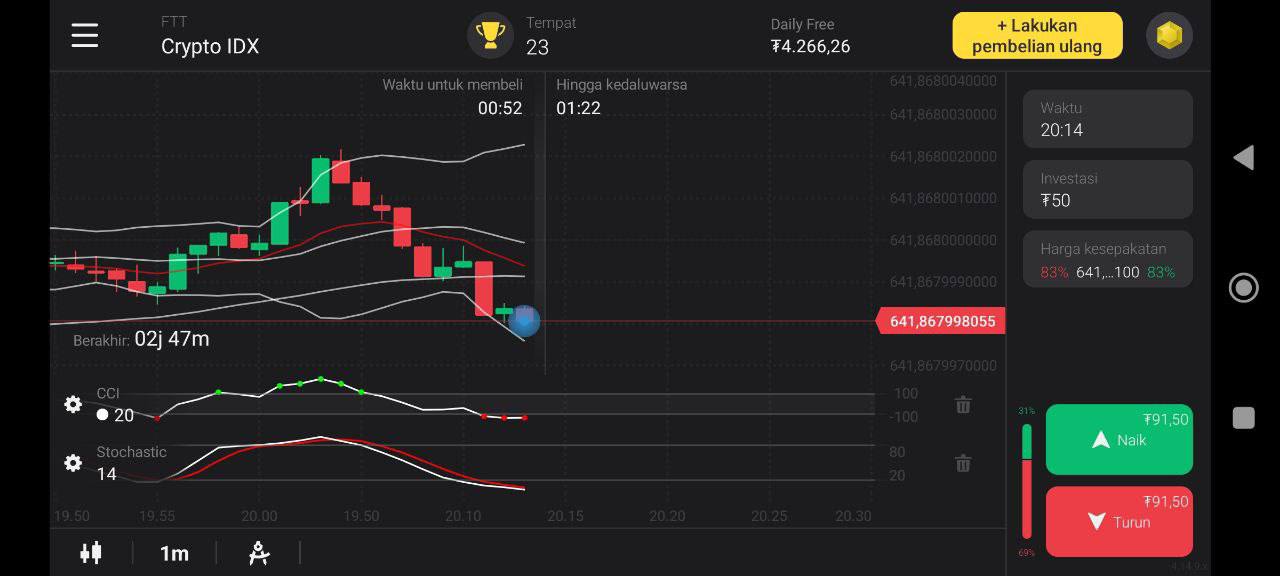 FTT
Crypto IDX
Tempat
23
Daily Free
₮4.266,26
+ Lakukan
pembelian ulang
Waktu untuk membeli
00:52
Hingga kedaluwarsa
01:22
641,8680040000
641,8680030000
641,8680020000
641,8680010000
641,8680000000
641,8679990000
641,867998055
641,8679970000
Waktu
20:14
Investasi
₮50
Harga kesepakatan
83% 641,...100 83%
Berakhir: 02j 47m
CCI
20
100
-100
Stochastic
14
80
20
31%
₮91,50
Naik
₮91,50
Turun
69%
19.50 19.55 20.00 19.50 20.10 20.15 20.20 20.25 20.30
1m
4.14.9.x